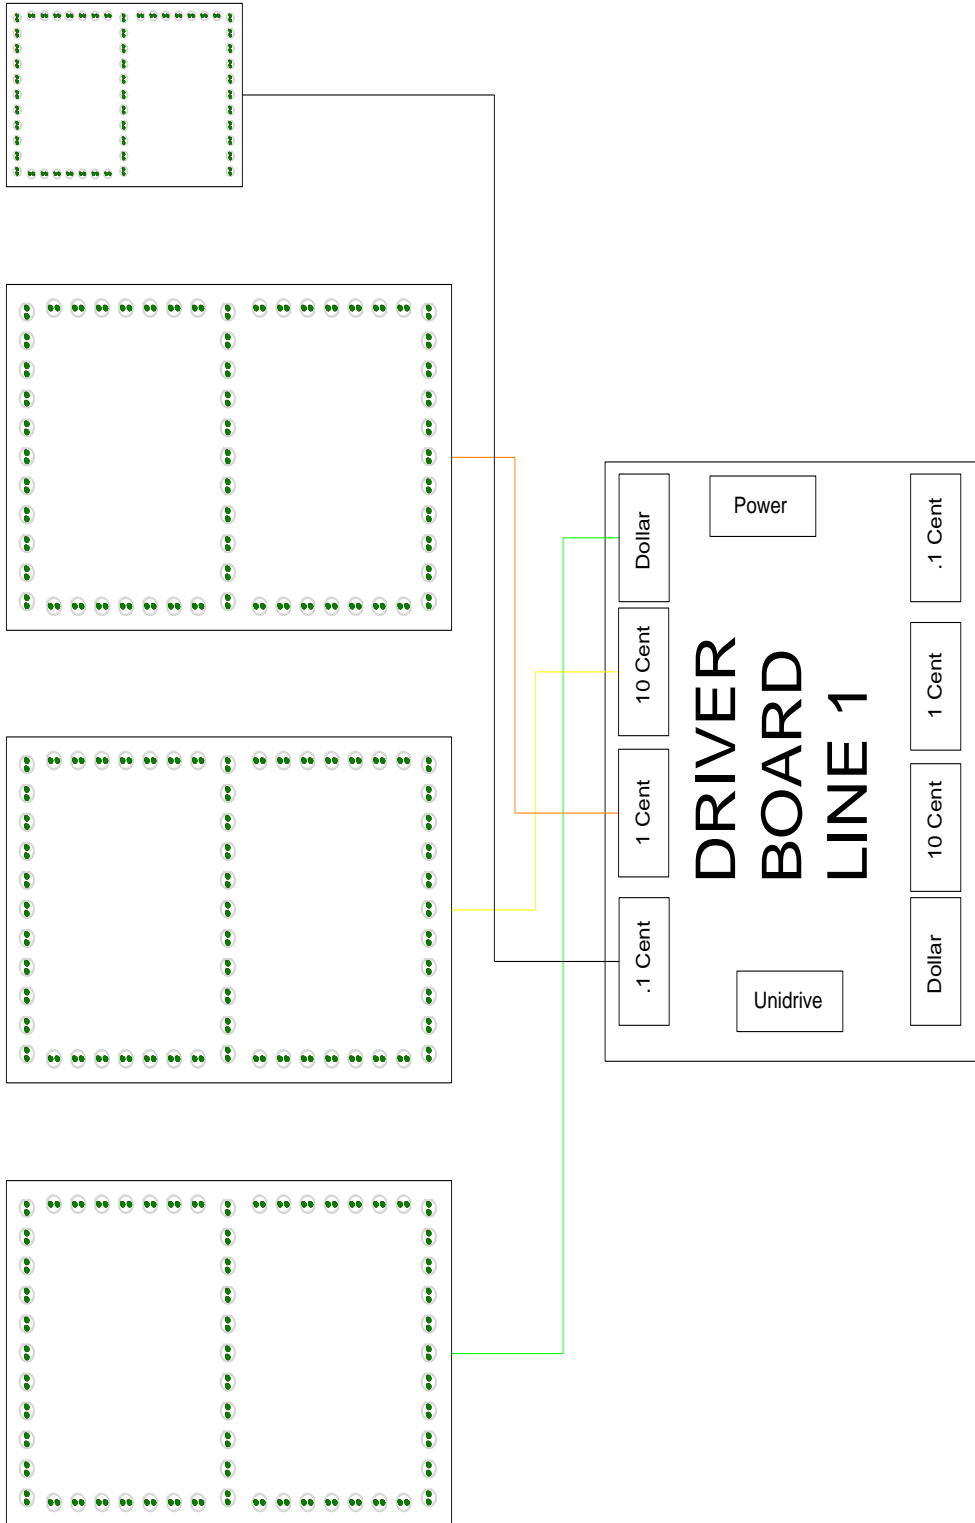 Dollar
10 Cent
1 Cent
.1 Cent
Power
DRIVER
BOARD
LINE 1
Unidrive
.1 Cent
1 Cent
10 Cent
Dollar